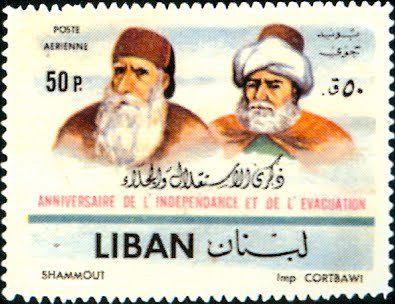 POSTE بريد
AERIENNE جوي
50 P. ٥٠ ق.
ذكرى الاستقلال والجلاء
ANNIVERSAIRE DE L'INDEPENDANCE ET DE L'EVACUATION
LIBAN لبنان
SHAMMOUT Imp CORTBAWI